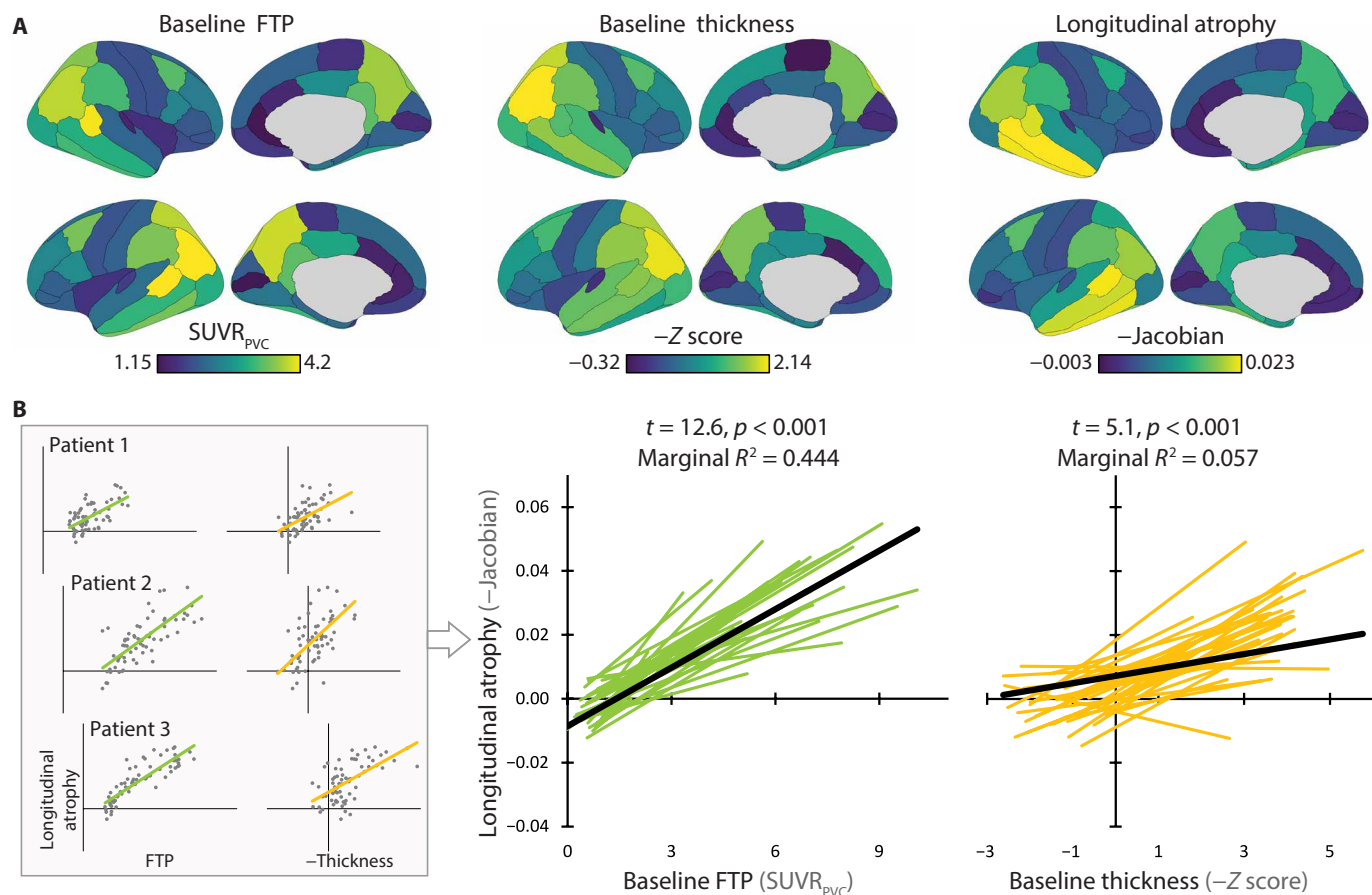 A
Baseline FTP
Baseline thickness
Longitudinal atrophy
SUVRPVC
1.15
4.2
−Z score
−0.32
2.14
−Jacobian
−0.003
0.023
B
Patient 1
Patient 2
Patient 3
Longitudinal
atrophy
FTP
−Thickness
t = 12.6, p < 0.001
Marginal R² = 0.444
Longitudinal atrophy (−Jacobian)
0.06
0.04
0.02
0.00
−0.02
−0.04
0
3
6
9
Baseline FTP (SUVRPVC)
t = 5.1, p < 0.001
Marginal R² = 0.057
−3
−1
1
3
5
Baseline thickness (−Z score)